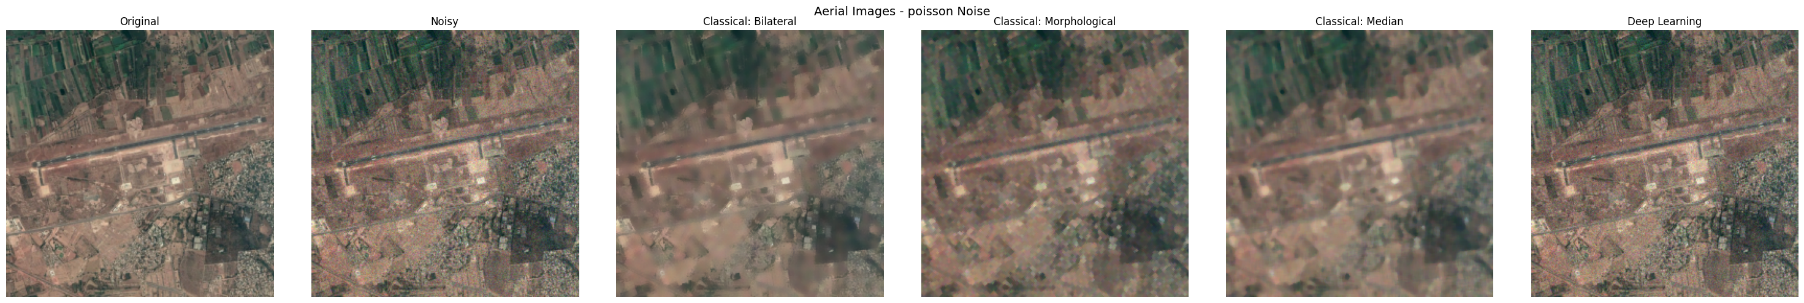 Aerial Images - poisson Noise
Original
Noisy
Classical: Bilateral
Classical: Morphological
Classical: Median
Deep Learning